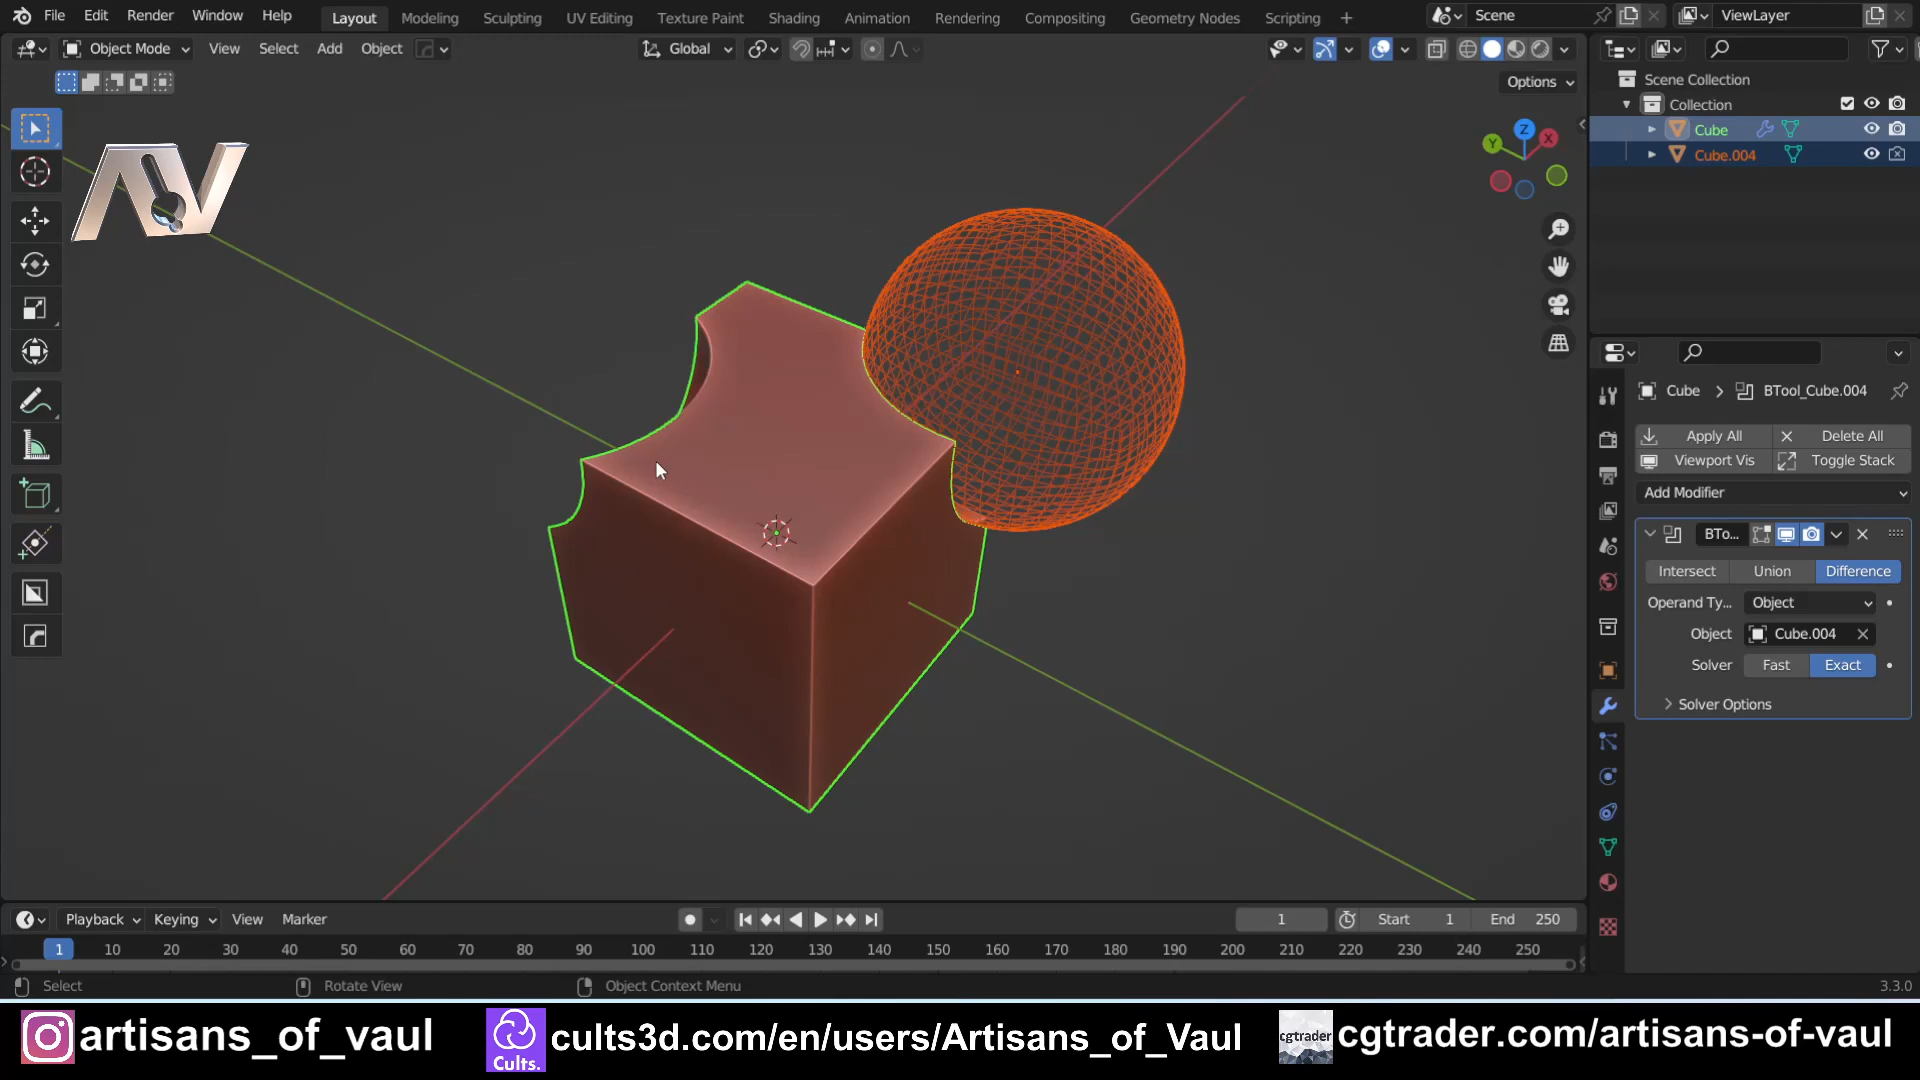 File Edit Render Window Help Layout Modeling Sculpting UV Editing Texture Paint Shading Animation Rendering Compositing Geometry Nodes Scripting + Scene ViewLayer
Object Mode View Select Add Object Global
Options
Scene Collection
Collection
Cube
Cube.004
Z
Y
X
AV
Cube > BTool_Cube.004
Apply All Delete All
Viewport Vis Toggle Stack
Add Modifier
BTo...
Intersect Union Difference
Operand Ty... Object
Object Cube.004
Solver Fast Exact
Solver Options
Playback Keying View Marker 1 Start 1 End 250
1 10 20 30 40 50 60 70 80 90 100 110 120 130 140 150 160 170 180 190 200 210 220 230 240 250
Select Rotate View Object Context Menu 3.3.0
artisans_of_vaul Cults. cults3d.com/en/users/Artisans_of_Vaul cgtrader cgtrader.com/artisans-of-vaul